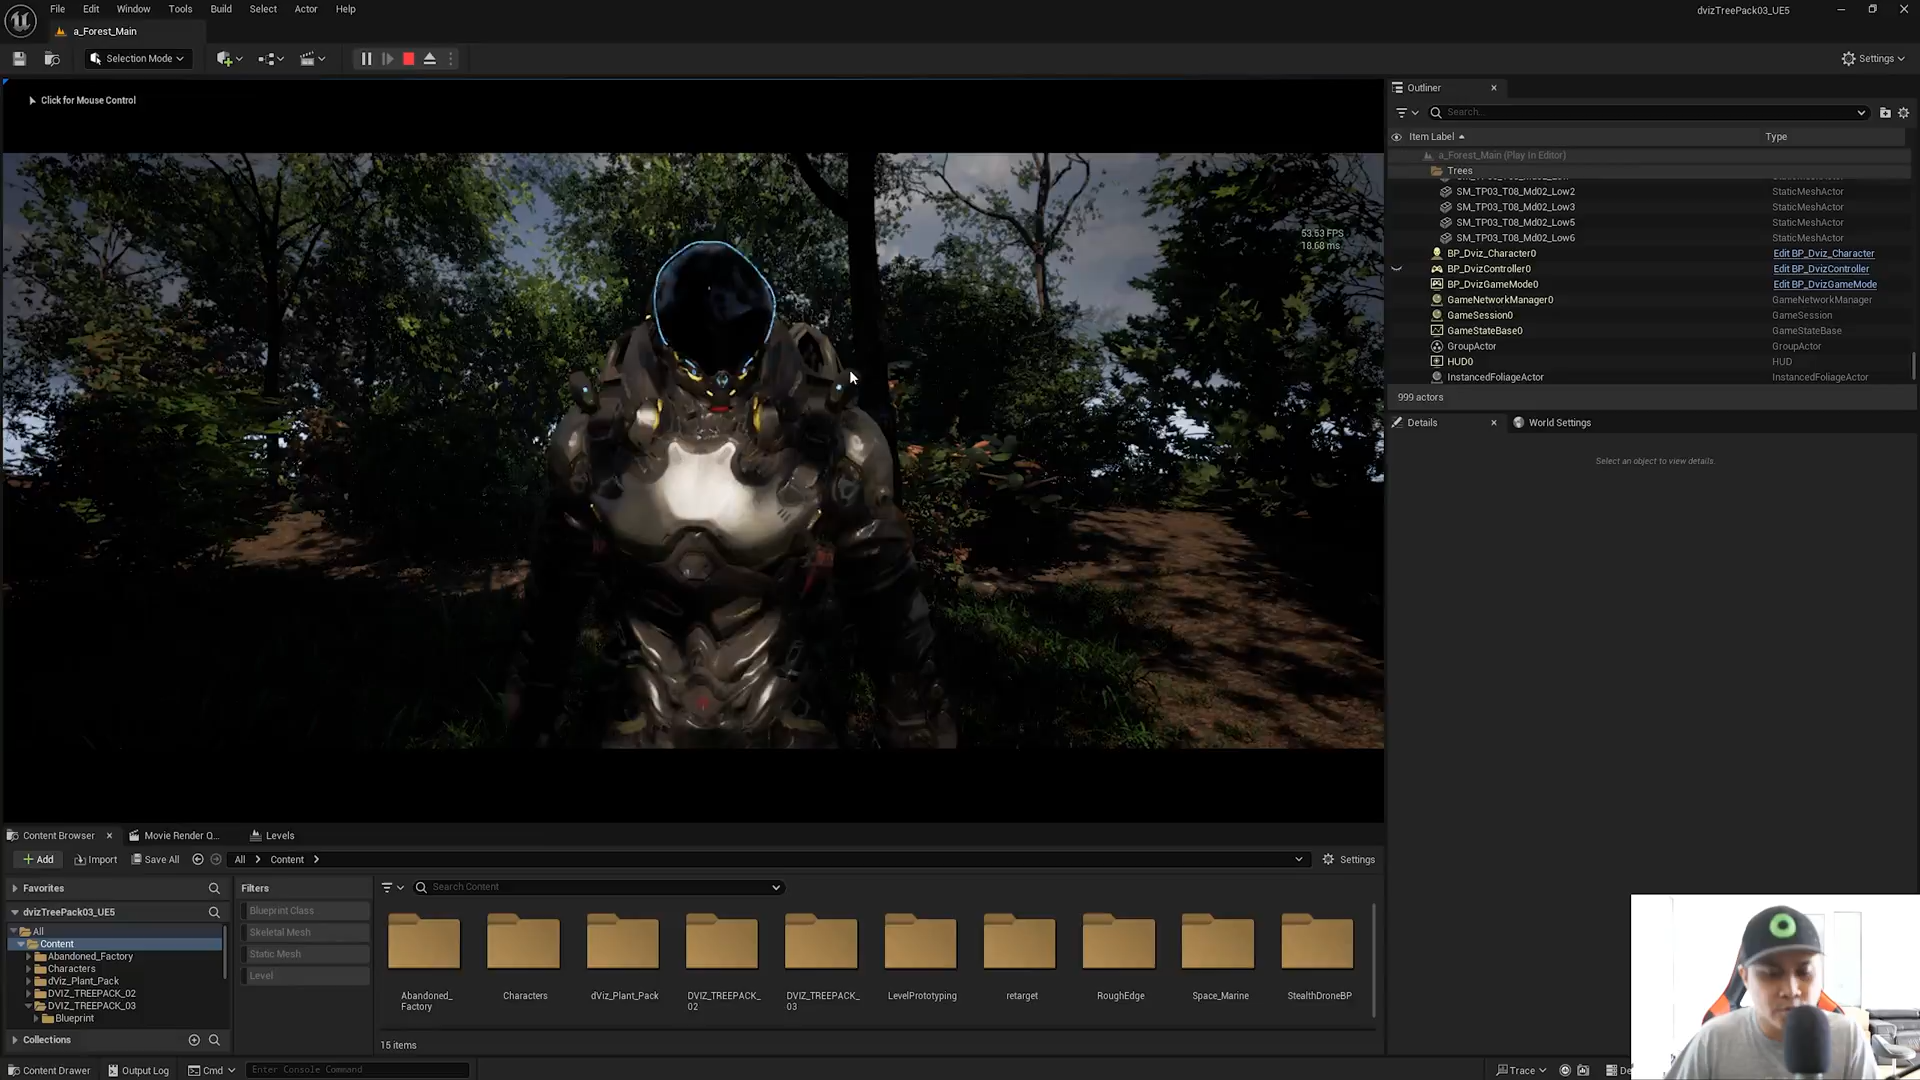 File Edit Window Tools Build Select Actor Help
dvizTreePack03_UE5
a_Forest_Main
Selection Mode
Settings
Click for Mouse Control
53.53 FPS
18.68 ms
Outliner
Search...
Item Label Type
a_Forest_Main (Play In Editor)
Trees
SM_TP03_T08_Md02_Low2 StaticMeshActor
SM_TP03_T08_Md02_Low3 StaticMeshActor
SM_TP03_T08_Md02_Low5 StaticMeshActor
SM_TP03_T08_Md02_Low6 StaticMeshActor
BP_Dviz_Character0 Edit BP_Dviz_Character
BP_DvizController0 Edit BP_DvizController
BP_DvizGameMode0 Edit BP_DvizGameMode
GameNetworkManager0 GameNetworkManager
GameSession0 GameSession
GameStateBase0 GameStateBase
GroupActor GroupActor
HUD0 HUD
InstancedFoliageActor InstancedFoliageActor
999 actors
Details World Settings
Select an object to view details.
Content Browser Movie Render Q... Levels
Add Import Save All All Content Settings
Favorites
dvizTreePack03_UE5
All
Content
Abandoned_Factory
Characters
dViz_Plant_Pack
DVIZ_TREEPACK_02
DVIZ_TREEPACK_03
Blueprint
Collections
Filters
Blueprint Class
Skeletal Mesh
Static Mesh
Level
Search Content
Abandoned_
Factory
Characters
dViz_Plant_Pack
DVIZ_TREEPACK_
02
DVIZ_TREEPACK_
03
LevelPrototyping
retarget
RoughEdge
Space_Marine
StealthDroneBP
15 items
Content Drawer Output Log Cmd Enter Console Command
Trace